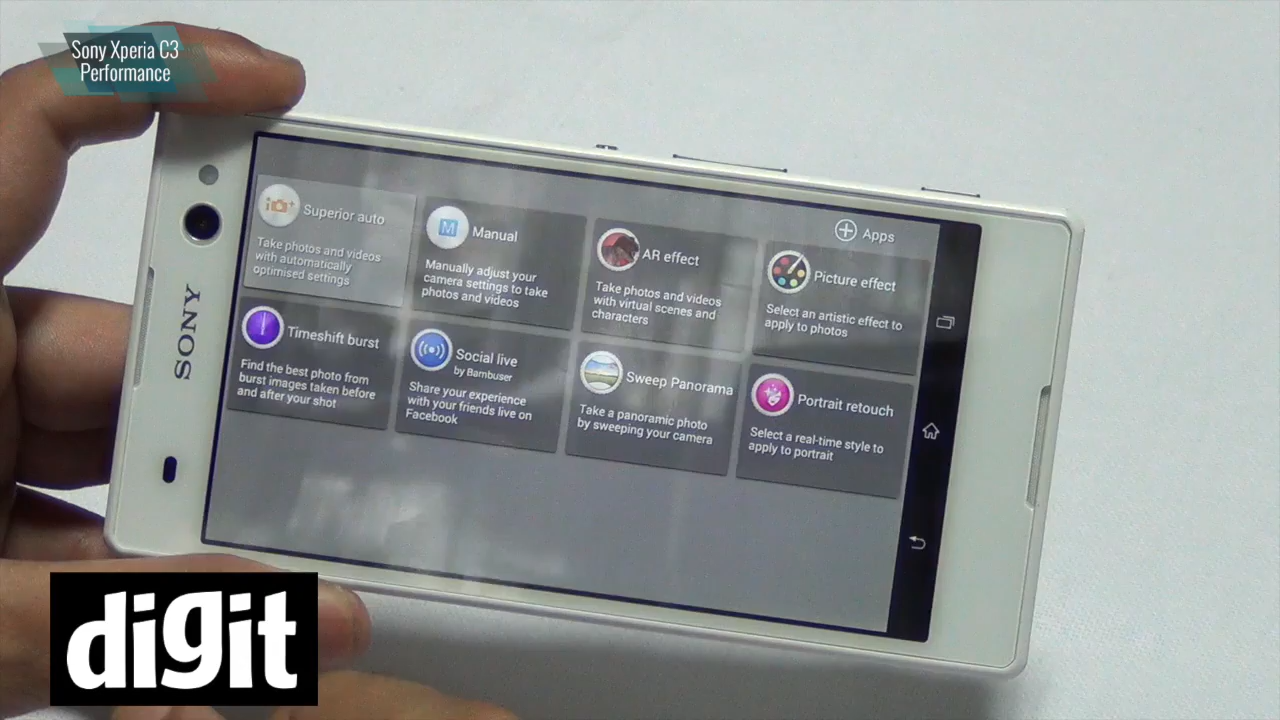 Sony Xperia C3
Performance
SONY
Apps
Superior auto
Take photos and videos
with automatically
optimised settings
Manual
Manually adjust your
camera settings to take
photos and videos
AR effect
Take photos and videos
with virtual scenes and
characters
Picture effect
Select an artistic effect to
apply to photos
Timeshift burst
Find the best photo from
burst images taken before
and after your shot
Social live
by Bambuser
Share your experience
with your friends live on
Facebook
Sweep Panorama
Take a panoramic photo
by sweeping your camera
Portrait retouch
Select a real-time style to
apply to portrait
digit